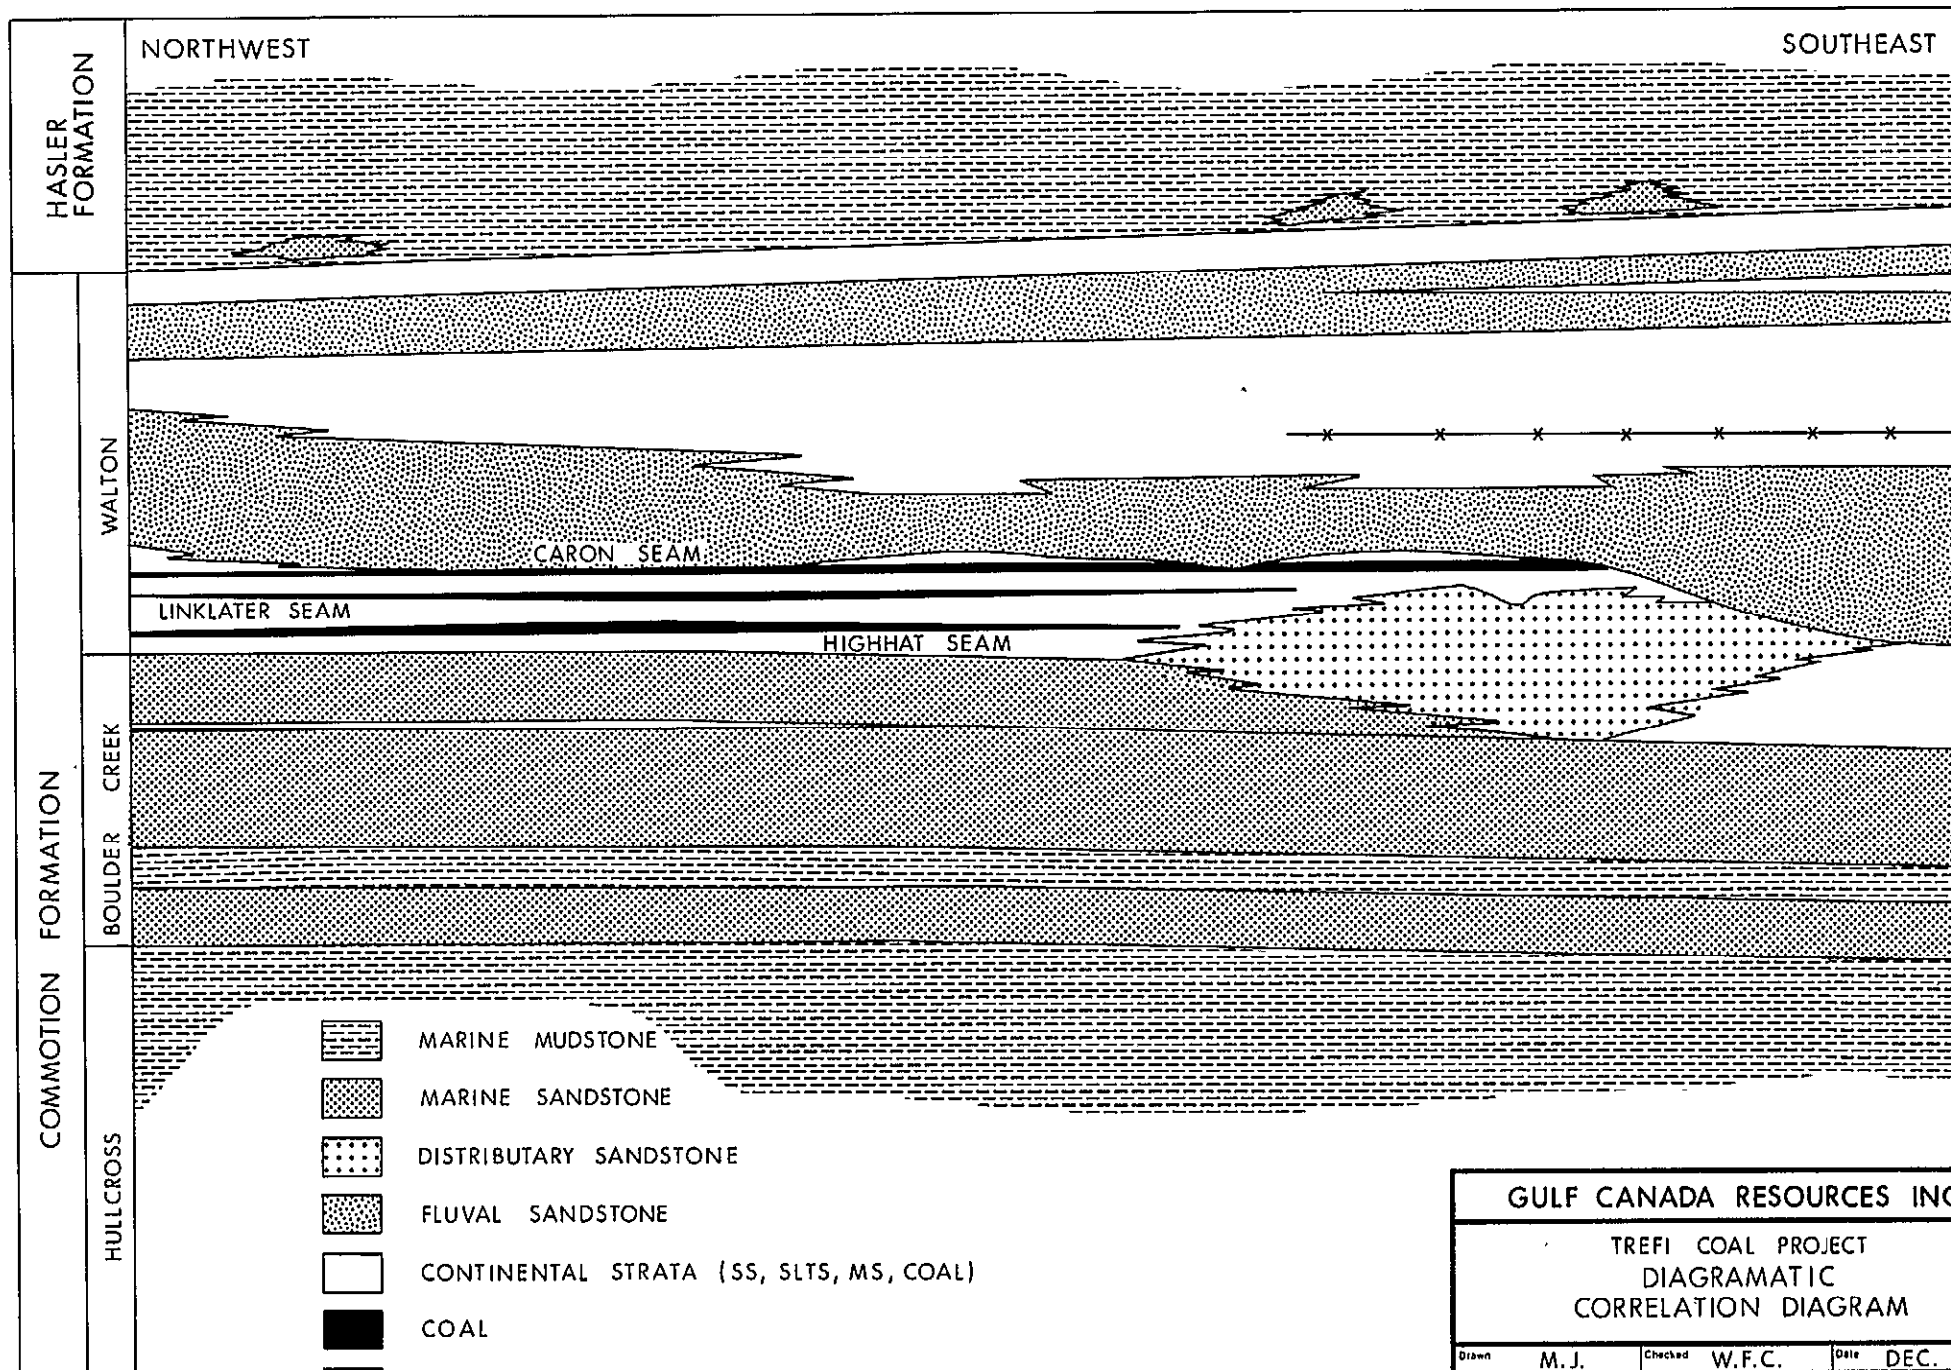 NORTHWEST
SOUTHEAST
HASLER
FORMATION
COMMOTION FORMATION
WALTON
BOULDER CREEK
HULLCROSS
CARON SEAM
LINKLATER SEAM
HIGHHAT SEAM
MARINE MUDSTONE
MARINE SANDSTONE
DISTRIBUTARY SANDSTONE
FLUVAL SANDSTONE
CONTINENTAL STRATA (SS, SLTS, MS, COAL)
COAL
GULF CANADA RESOURCES INC
TREFI COAL PROJECT
DIAGRAMATIC
CORRELATION DIAGRAM
Drawn M.J. Checked W.F.C. Date DEC.